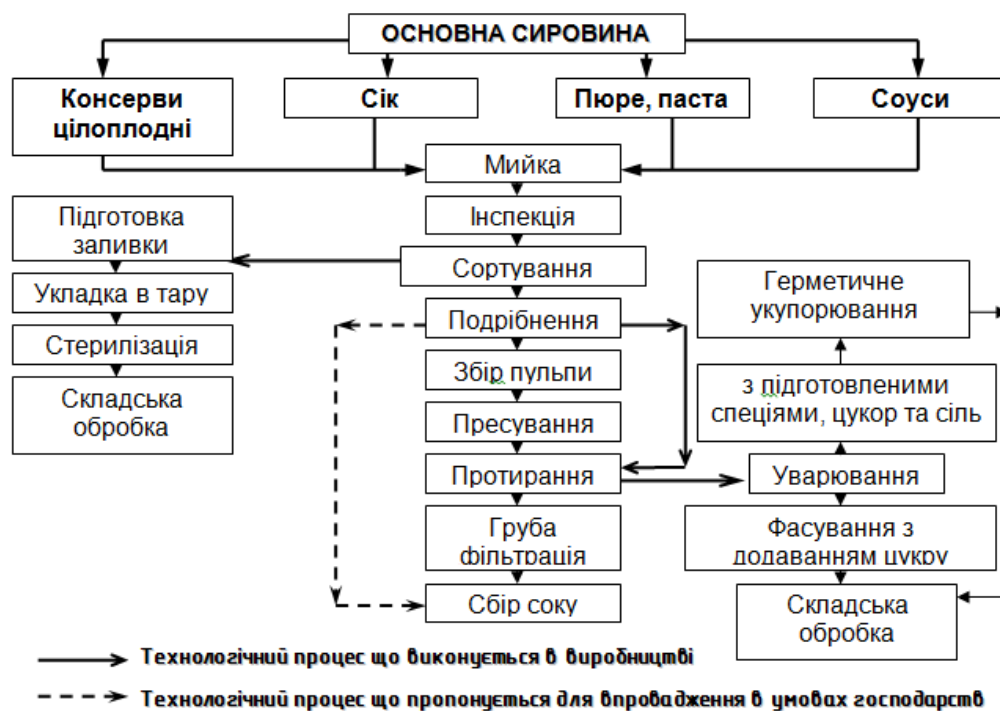 ОСНОВНА СИРОВИНА
Консерви
цілоплодні
Сік
Пюре, паста
Соуси
Мийка
Інспекція
Підготовка
заливки
Сортування
Герметичне
укупорювання
Укладка в тару
Подрібнення
Стерилізація
Збір пульпи
з підготовленими
спеціями, цукор та сіль
Складська
обробка
Пресування
Протирання
Уварювання
Груба
фільтрація
Фасування з
додаванням цукру
Сбір соку
Складська
обробка
Технологічний процес що виконується в виробництві
Технологічний процес що пропонується для впровадження в умовах господарств